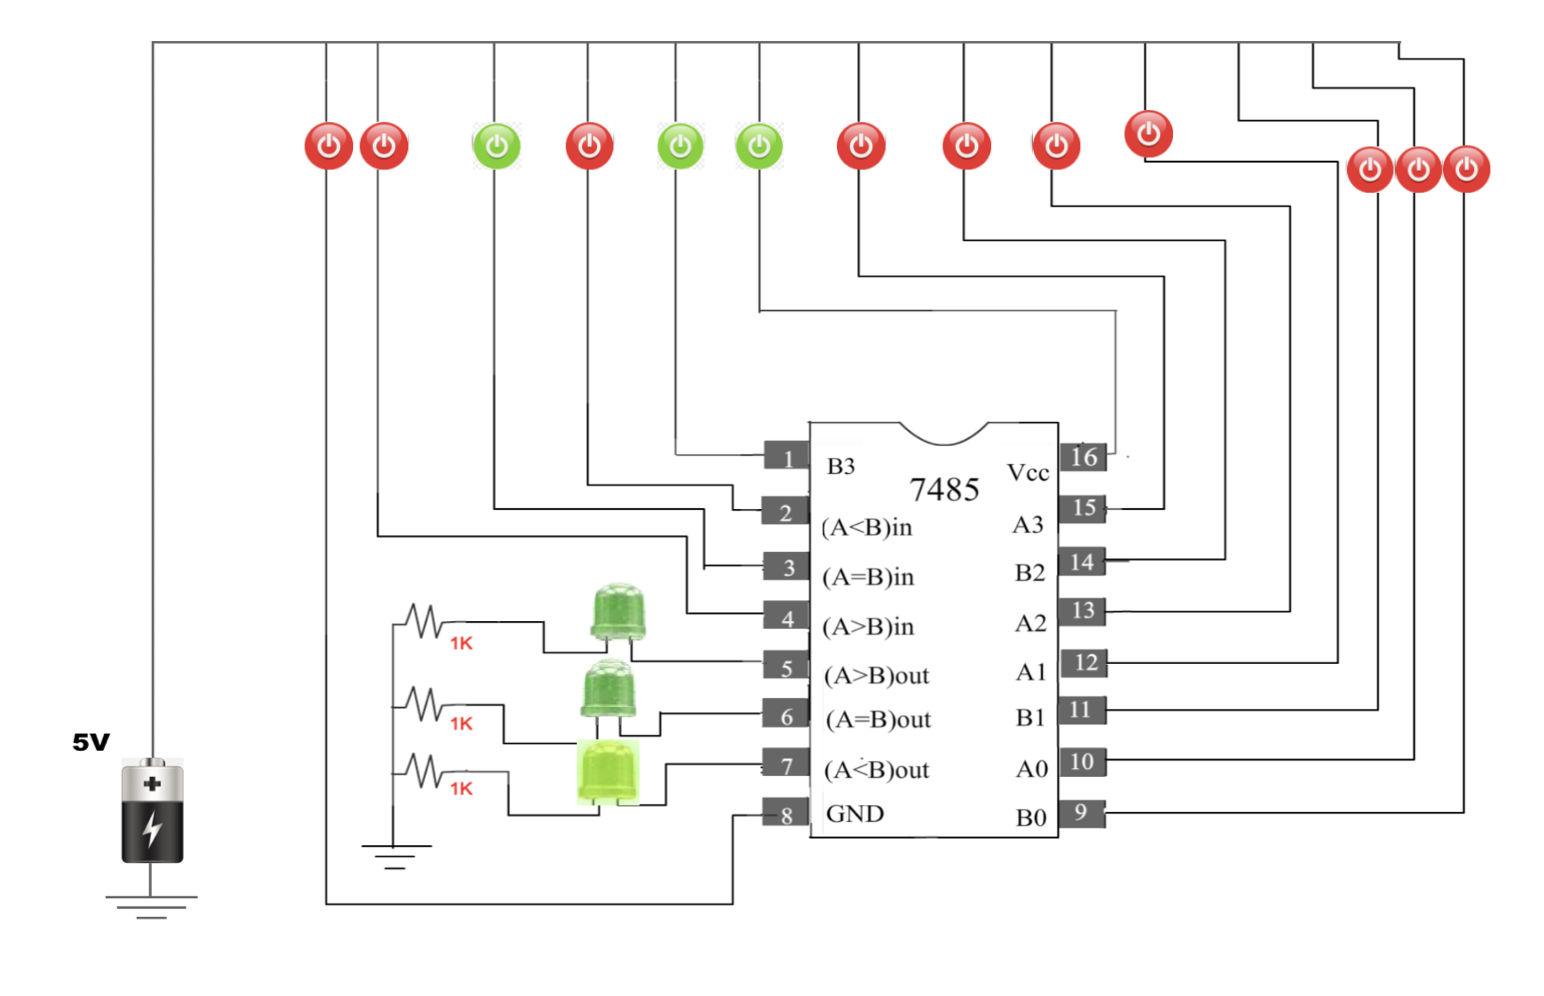 7485
1
B3
2
(A<B)in
3
(A=B)in
4
(A>B)in
5
(A>B)out
6
(A=B)out
7
(A<B)out
8
GND
16
Vcc
15
A3
14
B2
13
A2
12
A1
11
B1
10
A0
9
B0
1K
1K
1K
5V
+